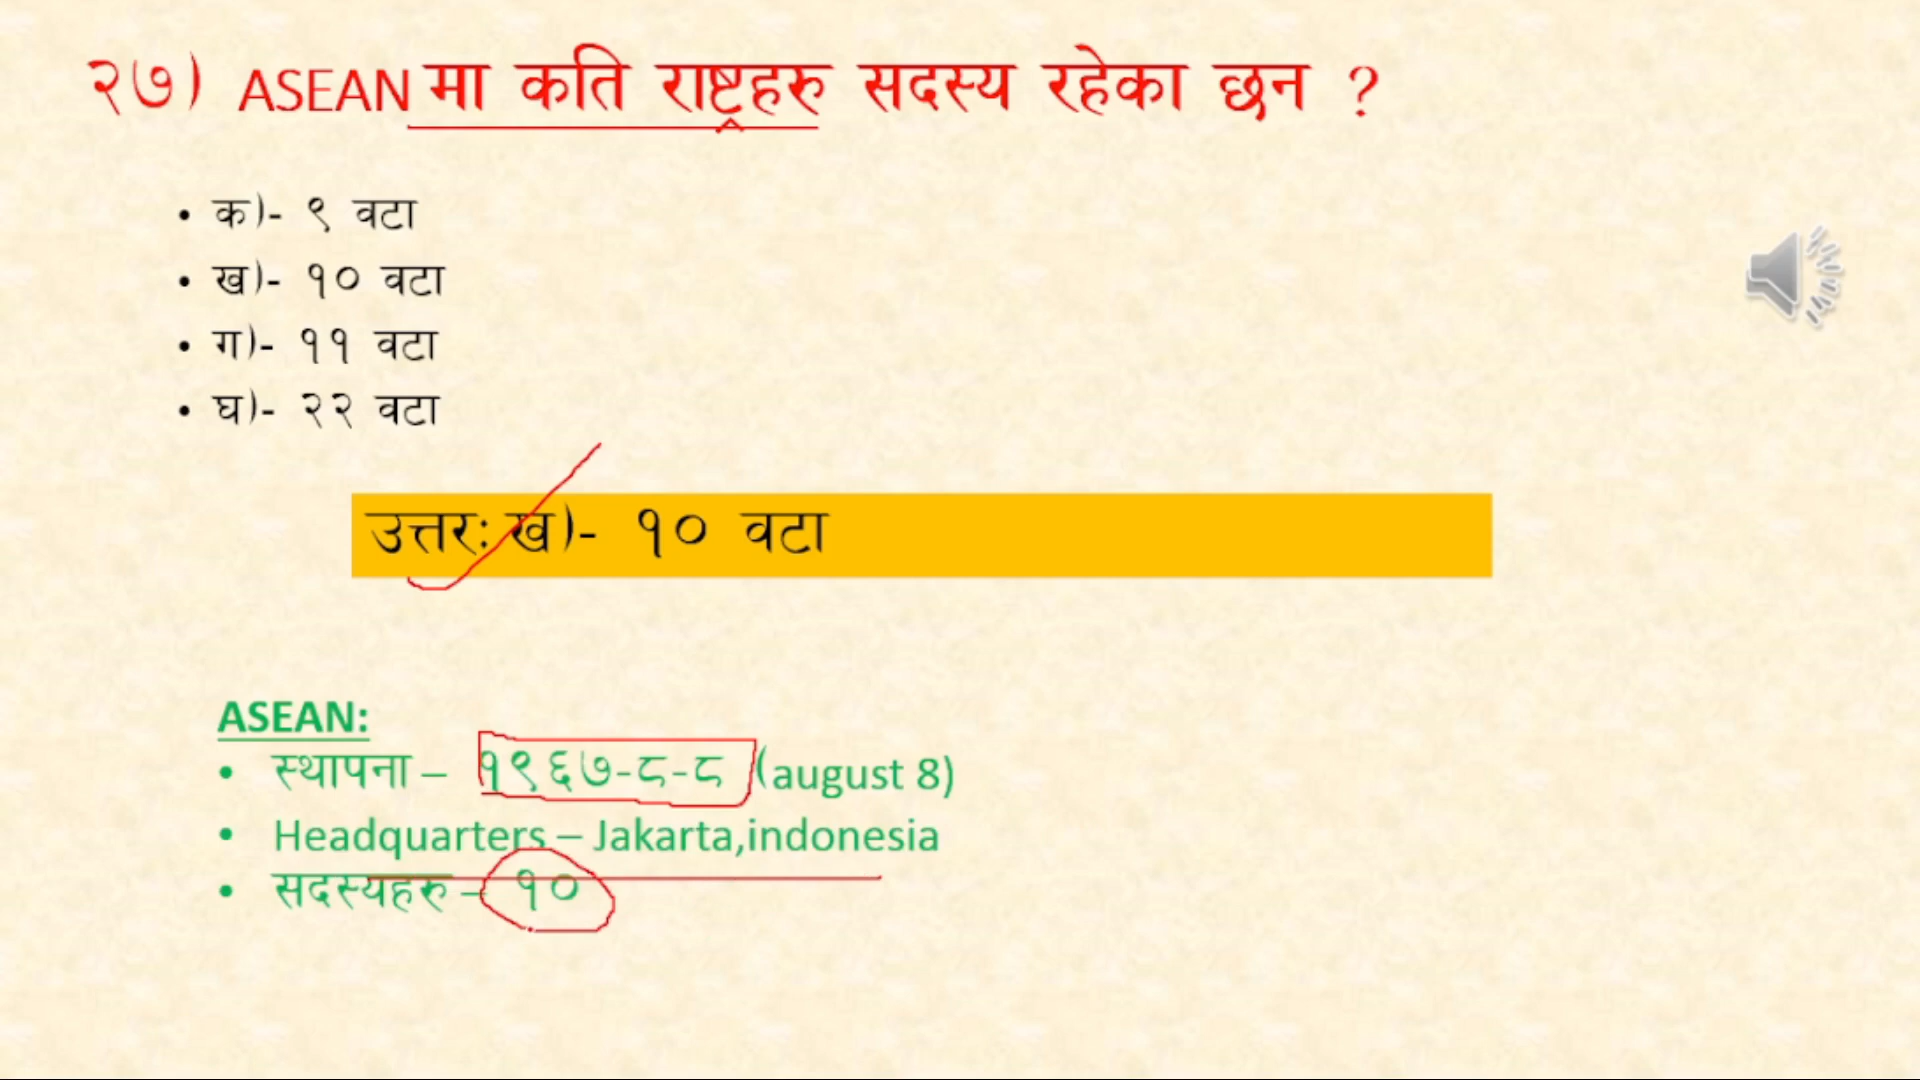 २७) ASEAN मा कति राष्ट्रहरु सदस्य रहेका छन ?
• क)- ९ वटा
• ख)- १० वटा
• ग)- ११ वटा
• घ)- २२ वटा
उत्तरः ख)- १० वटा
ASEAN:
• स्थापना – १९६७-८-८ (august 8)
• Headquarters – Jakarta,indonesia
• सदस्यहरु – १०